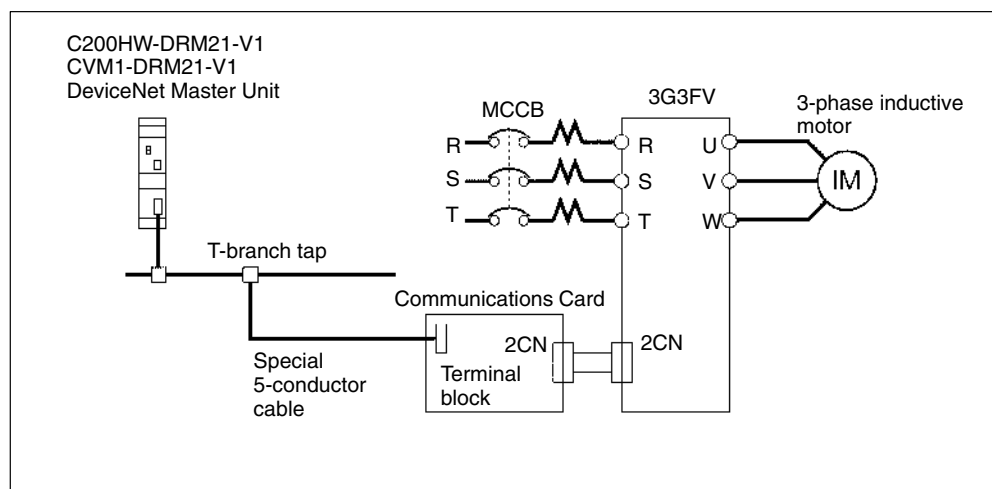 C200HW-DRM21-V1
CVM1-DRM21-V1
DeviceNet Master Unit
MCCB
3G3FV
3-phase inductive
motor
R
R
U
S
S
V
IM
T
T
W
T-branch tap
Communications Card
2CN
2CN
Special
5-conductor
cable
Terminal
block